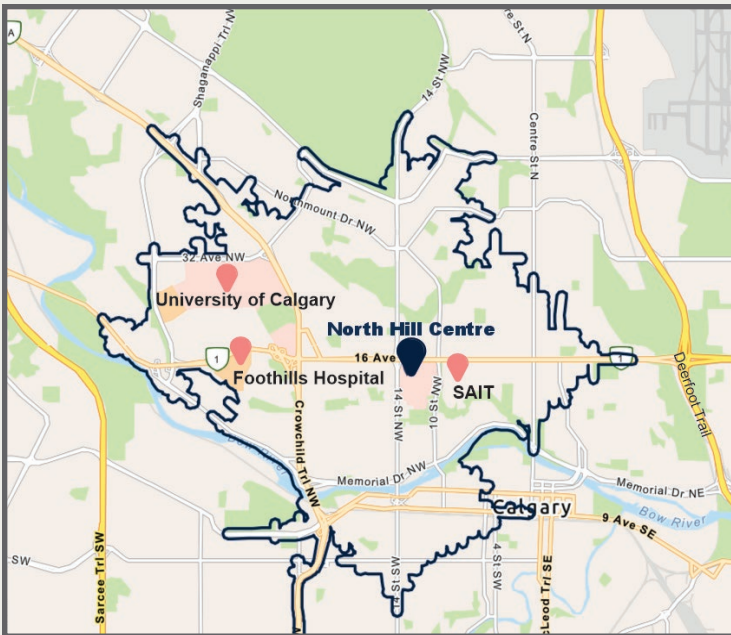 A
Shaganappi Trl NW
14 St NW
Centre St N
Northmount Dr NW
32 Ave NW
University of Calgary
North Hill Centre
1
16 Ave
1
Foothills Hospital
SAIT
Deerfoot Trail
Crowchild Trl NW
14 St NW
10 St NW
Memorial Dr NW
Memorial Dr NE
Calgary
Bow River
9 Ave SE
Sarcee Trl SW
SW
14 St SW
4 St SW
cLeod Trl SE